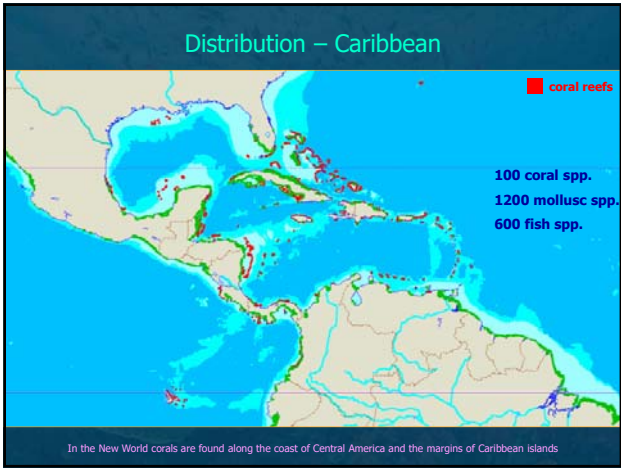 Distribution – Caribbean
coral reefs
100 coral spp.
1200 mollusc spp.
600 fish spp.
In the New World corals are found along the coast of Central America and the margins of Caribbean islands